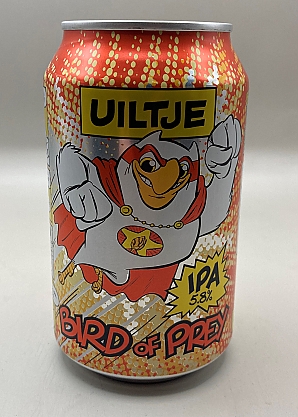 UILTJE
IPA
5.8%
BIRD OF PREY